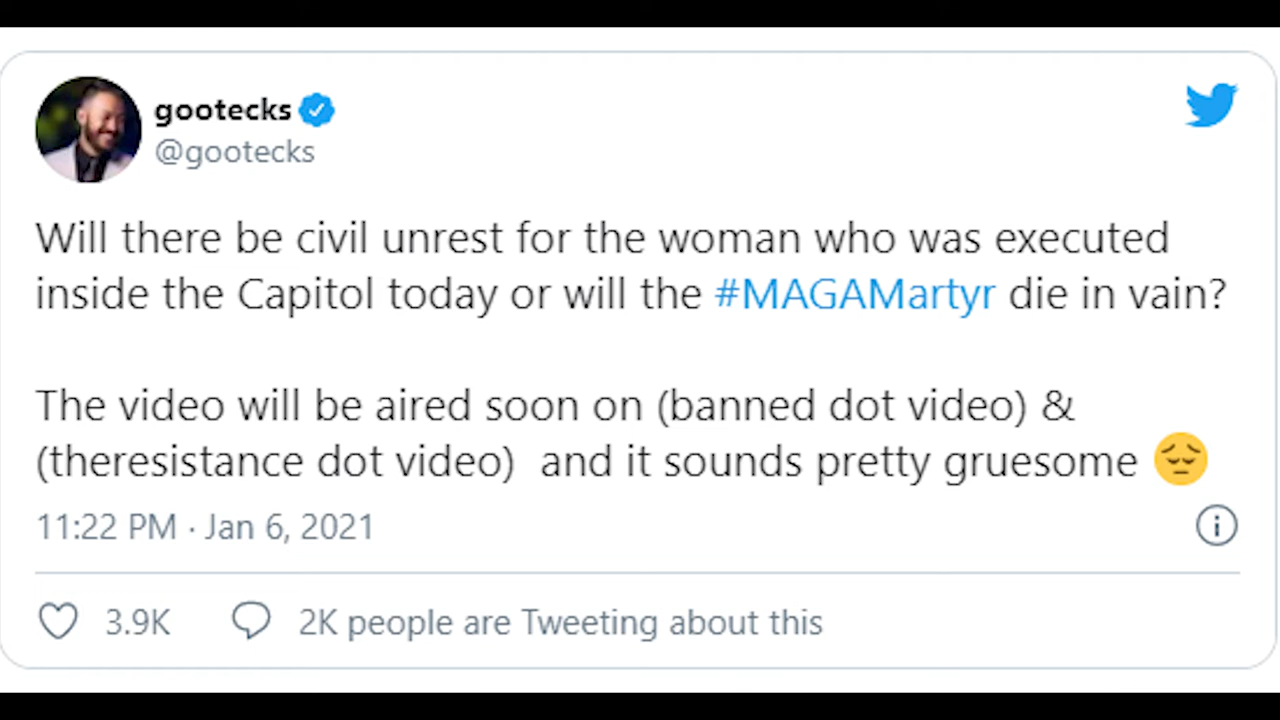 gootecks
@gootecks
Will there be civil unrest for the woman who was executed
inside the Capitol today or will the #MAGAMartyr die in vain?
The video will be aired soon on (banned dot video) &
(theresistance dot video) and it sounds pretty gruesome 😔
11:22 PM · Jan 6, 2021
3.9K 2K people are Tweeting about this